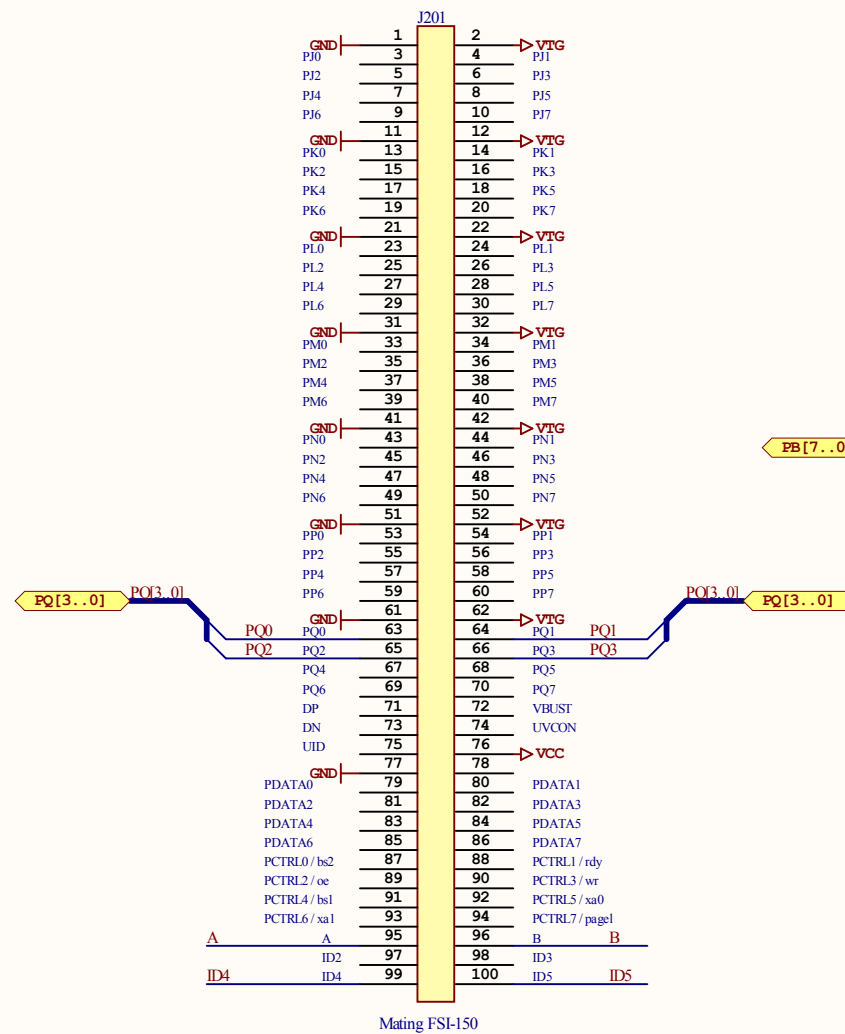 J201
1 2
GND VTG
PJ0 3 4 PJ1
PJ2 5 6 PJ3
PJ4 7 8 PJ5
PJ6 9 10 PJ7
GND 11 12 VTG
PK0 13 14 PK1
PK2 15 16 PK3
PK4 17 18 PK5
PK6 19 20 PK7
GND 21 22 VTG
PL0 23 24 PL1
PL2 25 26 PL3
PL4 27 28 PL5
PL6 29 30 PL7
GND 31 32 VTG
PM0 33 34 PM1
PM2 35 36 PM3
PM4 37 38 PM5
PM6 39 40 PM7
GND 41 42 VTG
PN0 43 44 PN1 PB[7..0
PN2 45 46 PN3
PN4 47 48 PN5
PN6 49 50 PN7
GND 51 52 VTG
PP0 53 54 PP1
PP2 55 56 PP3
PP4 57 58 PP5
PP6 59 60 PP7
PQ[3..0] PQ[3..0] PQ[3..0] PQ[3..0]
GND 61 62 VTG
PQ0 PQ0 63 64 PQ1 PQ1
PQ2 PQ2 65 66 PQ3 PQ3
PQ4 67 68 PQ5
PQ6 69 70 PQ7
DP 71 72 VBUST
DN 73 74 UVCON
UID 75 76 VCC
GND 77 78
PDATA0 79 80 PDATA1
PDATA2 81 82 PDATA3
PDATA4 83 84 PDATA5
PDATA6 85 86 PDATA7
PCTRL0 / bs2 87 88 PCTRL1 / rdy
PCTRL2 / oe 89 90 PCTRL3 / wr
PCTRL4 / bs1 91 92 PCTRL5 / xa0
PCTRL6 / xa1 93 94 PCTRL7 / pagel
A A 95 96 B B
ID2 97 98 ID3
ID4 ID4 99 100 ID5 ID5
Mating FSI-150